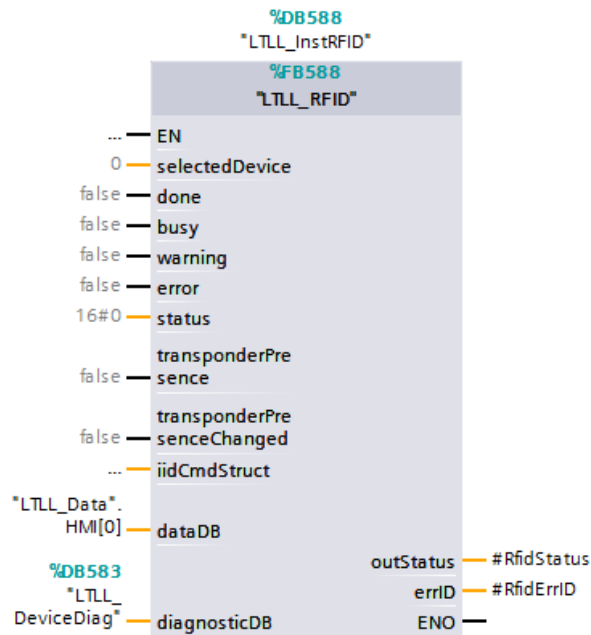 %DB588
"LTLL_InstRFID"
%FB588
"LTLL_RFID"
... EN
0 selectedDevice
false done
false busy
false warning
false error
16#0 status
transponderPre
false sence
transponderPre
false senceChanged
... iidCmdStruct
"LTLL_Data".
HMI[0] dataDB
outStatus #RfidStatus
%DB583
errID #RfidErrID
"LTLL_
DeviceDiag" diagnosticDB ENO